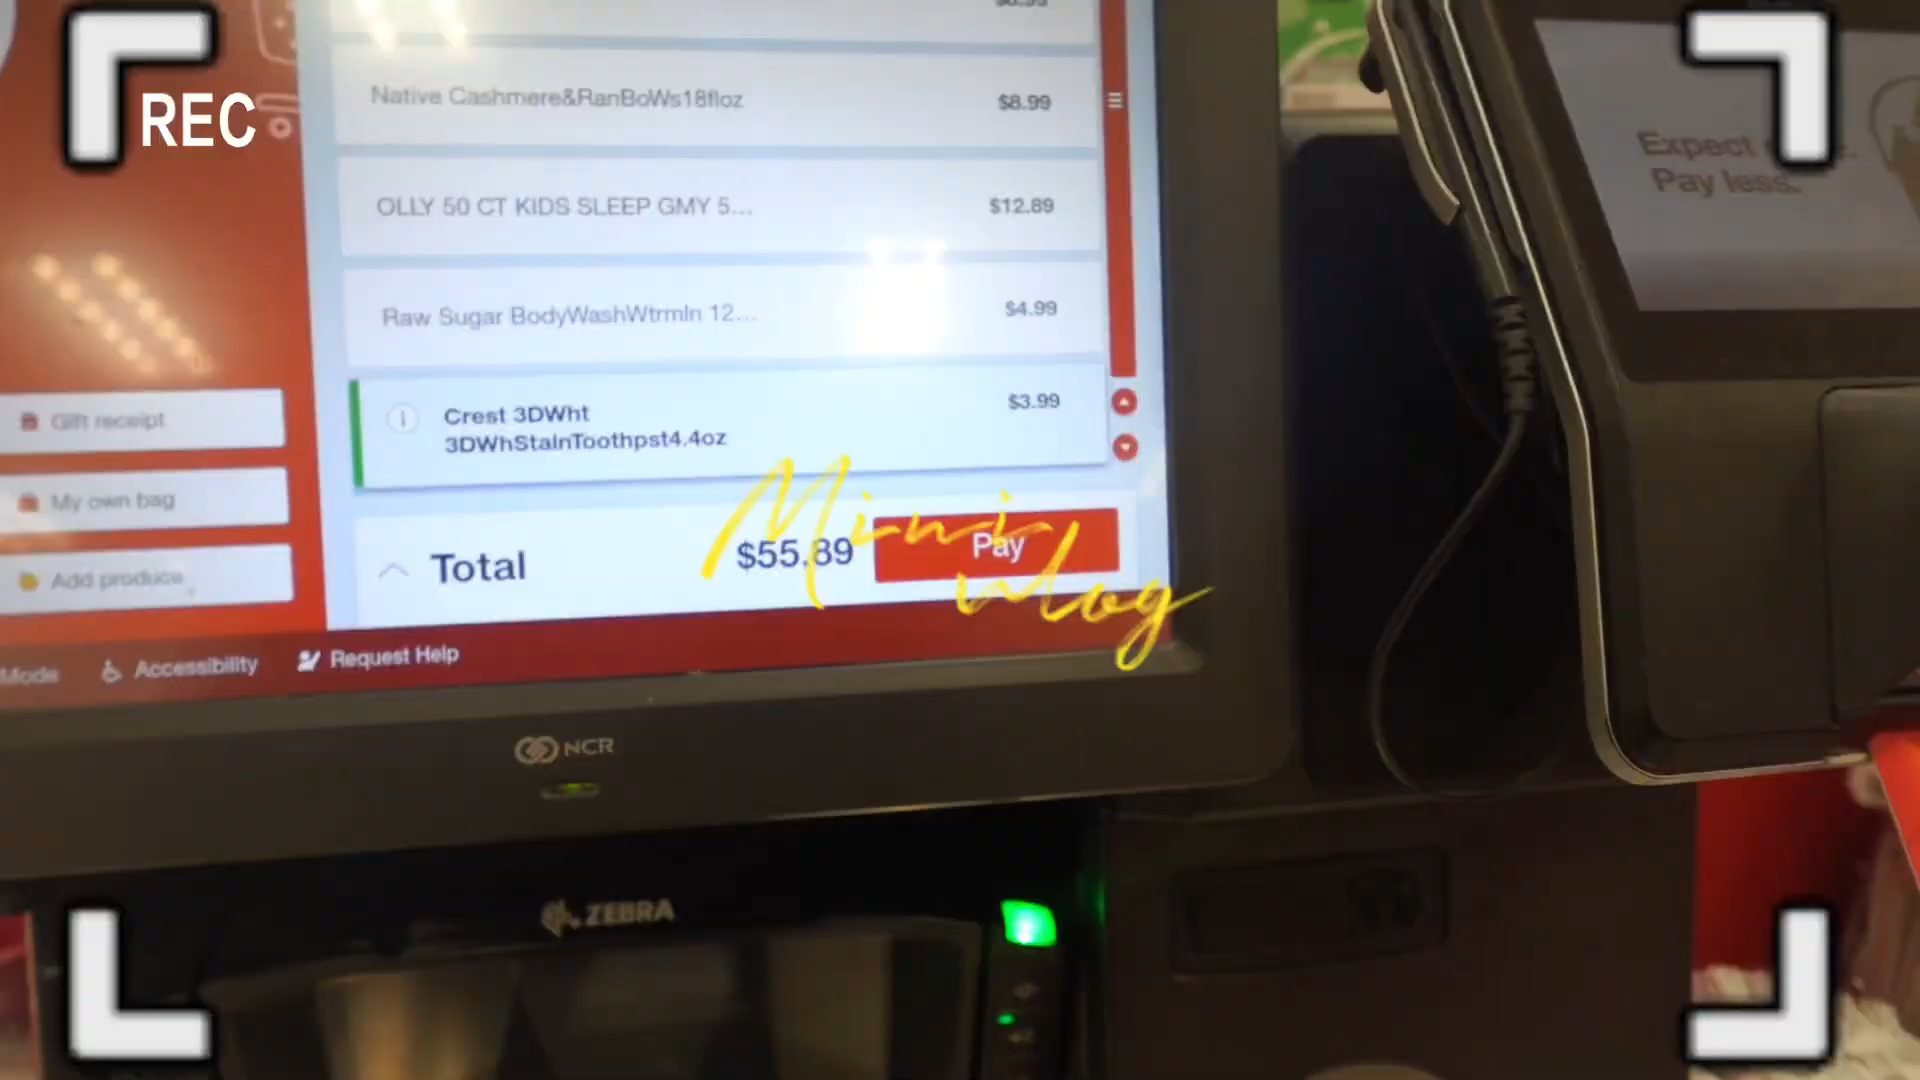 REC
Native Cashmere&RanBoWs18floz $8.99
OLLY 50 CT KIDS SLEEP GMY 5... $12.89
Raw Sugar BodyWashWtrmln 12... $4.99
Crest 3DWht $3.99
3DWhStaInToothpst4.4oz
Total $55.89 Pay
Mini
vlog
Gift receipt
My own bag
Add produce
Mode Accessibility Request Help
NCR
ZEBRA
Expect
Pay less.